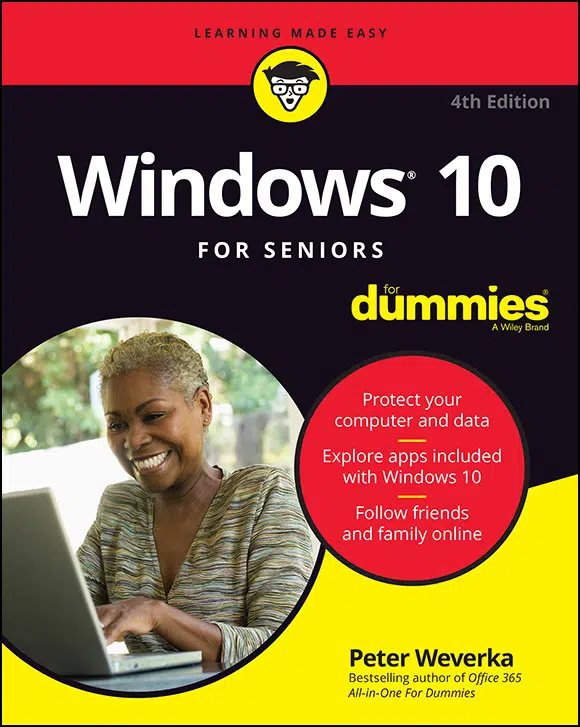 LEARNING MADE EASY
4th Edition
Windows® 10
FOR SENIORS
for
dummies®
A Wiley Brand
Protect your
computer and data
Explore apps included
with Windows 10
Follow friends
and family online
Peter Weverka
Bestselling author of Office 365
All-in-One For Dummies